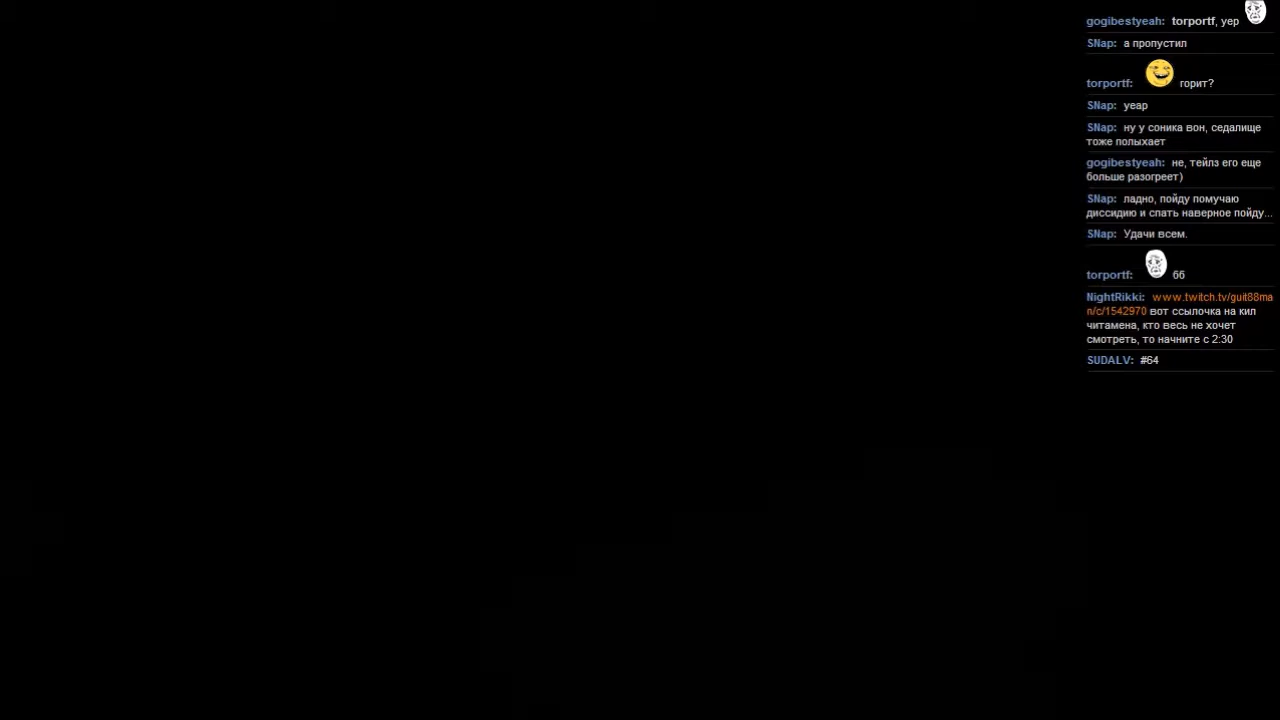 gogibestyeah: torportf, yep
SNap: а пропустил
torportf: горит?
SNap: yeap
SNap: ну у соника вон, седалище
тоже полыхает
gogibestyeah: не, тейлз его еще
больше разогреет)
SNap: ладно, пойду помучаю
диссидию и спать наверное пойду...
SNap: Удачи всем.
torportf: бб
NightRikki: www.twitch.tv/guit88ma
n/c/1542970 вот ссылочка на кил
читамена, кто весь не хочет
смотреть, то начните с 2:30
SUDALV: #64